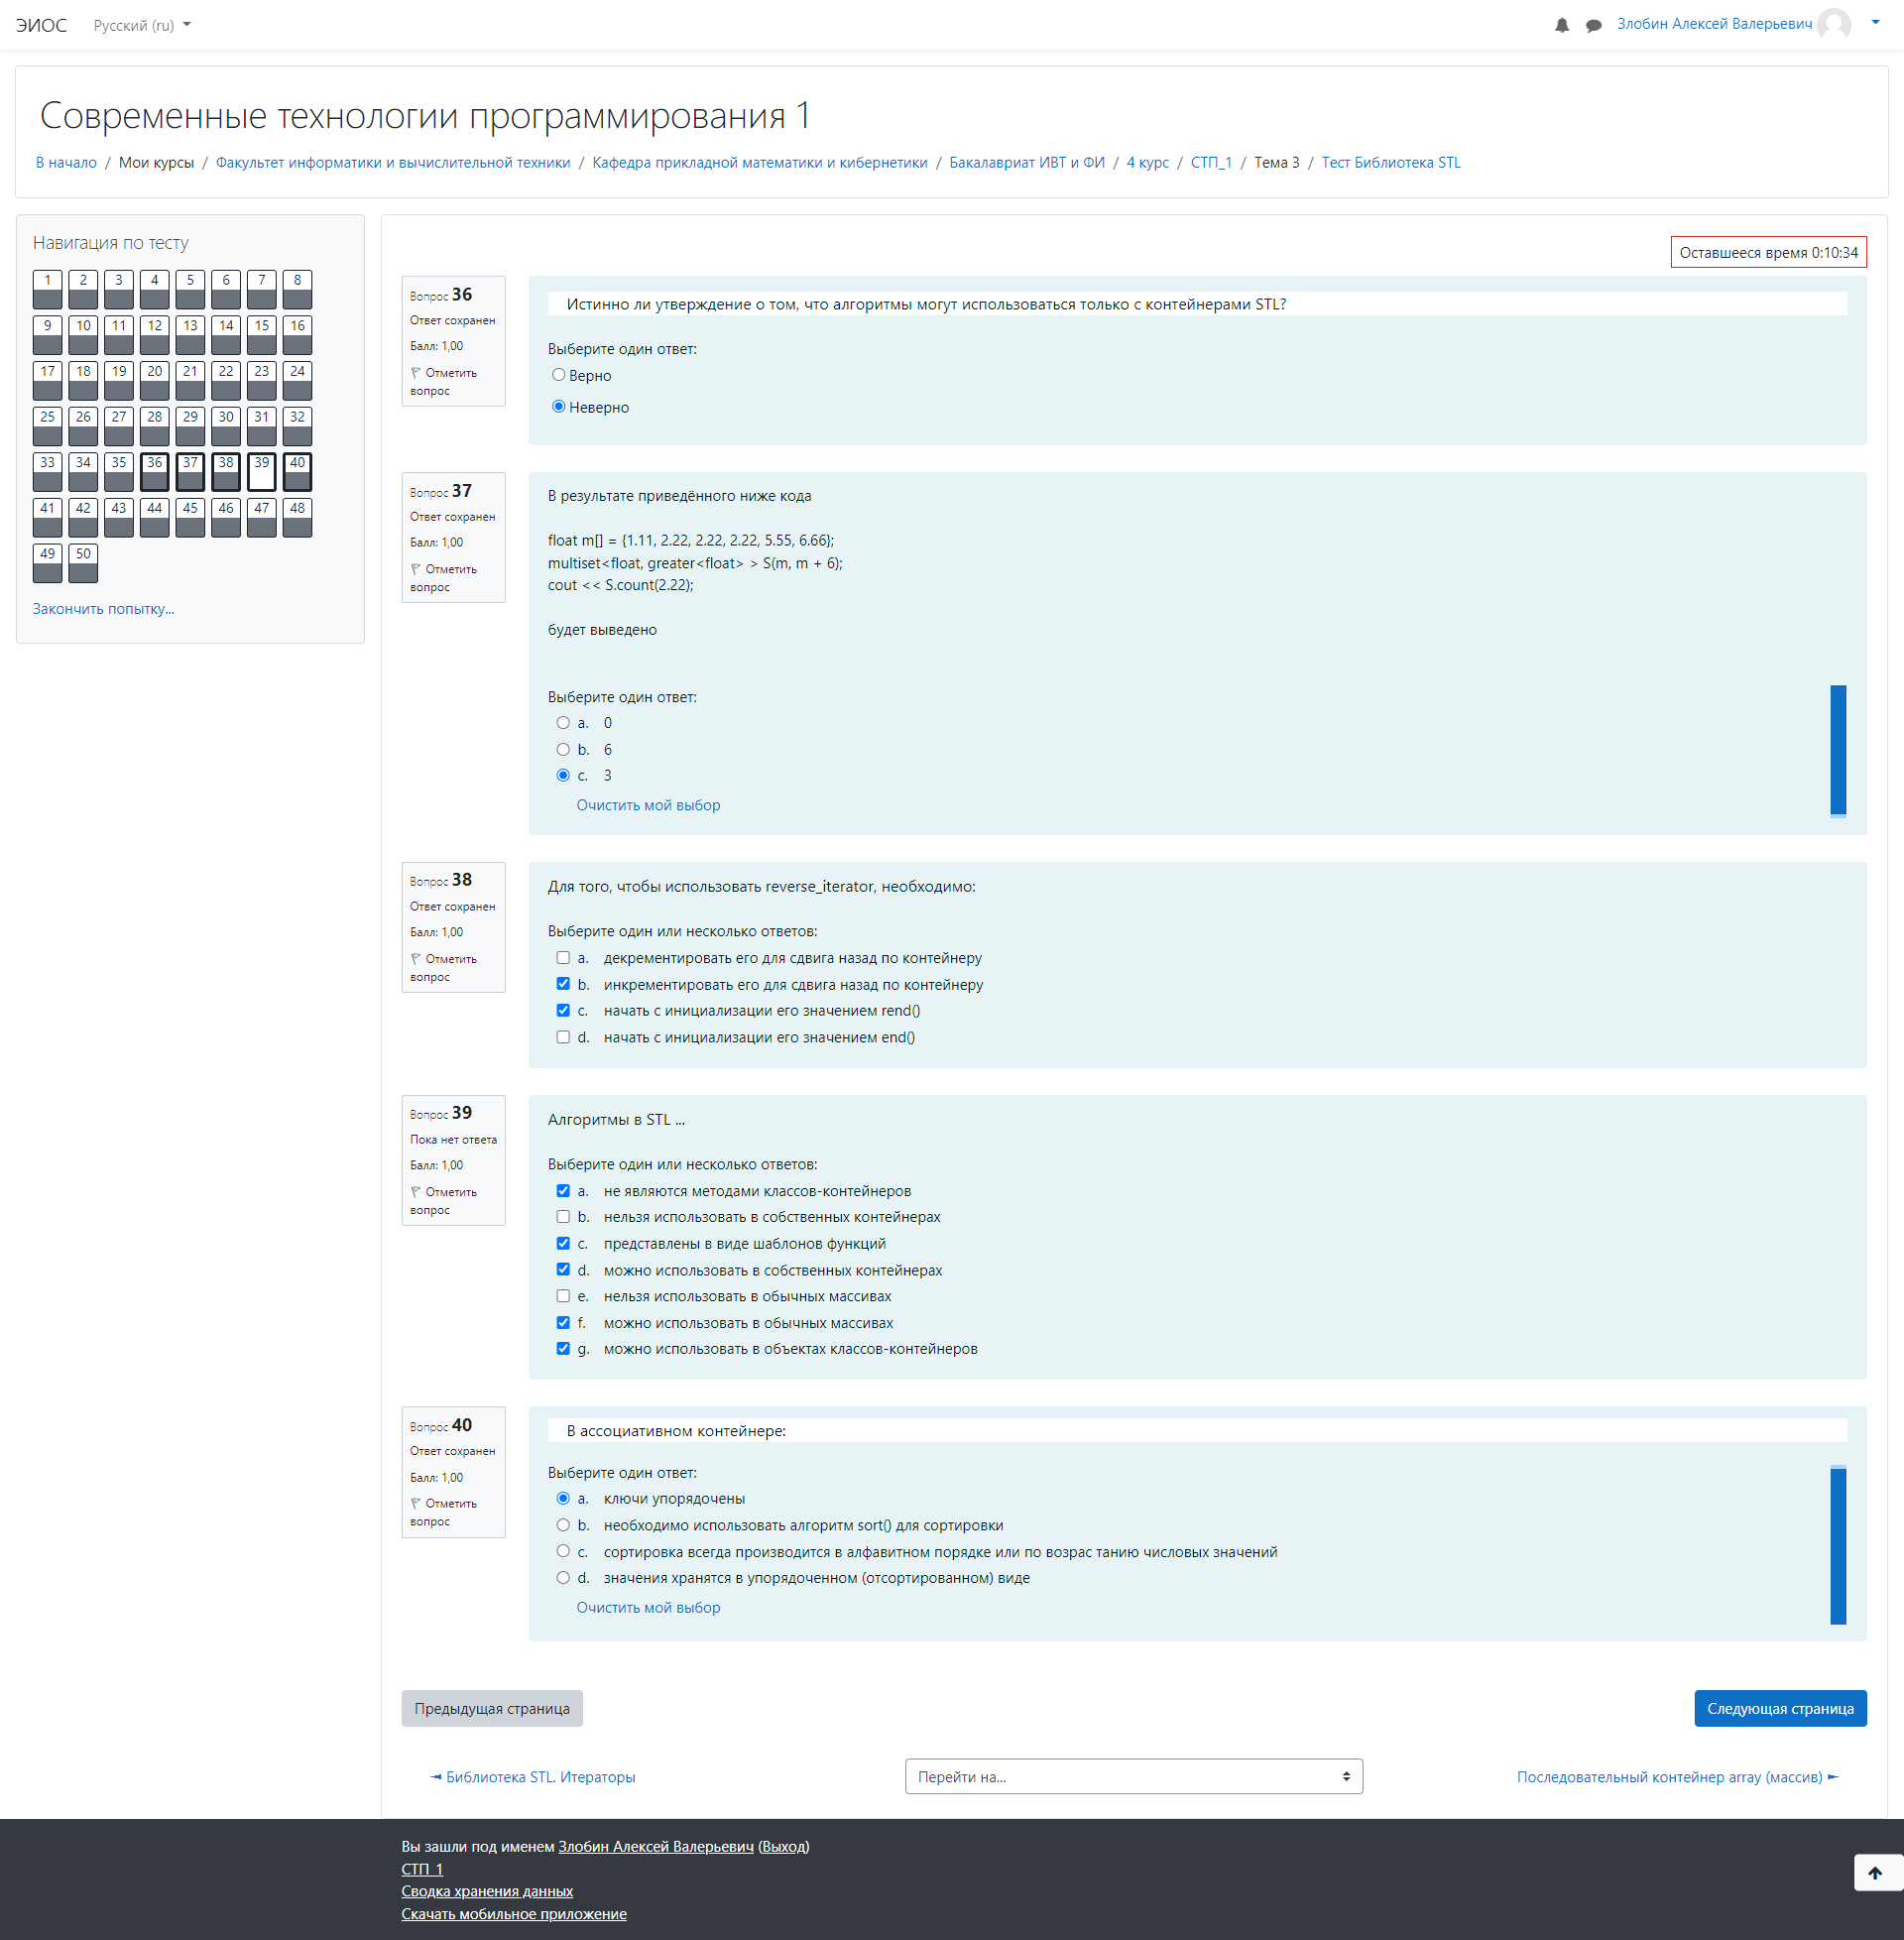 ЭИОС Русский (ru) Злобин Алексей Валерьевич
Современные технологии программирования 1
В начало / Мои курсы / Факультет информатики и вычислительной техники / Кафедра прикладной математики и кибернетики / Бакалавриат ИВТ и ФИ / 4 курс / СТП_1 / Тема 3 / Тест Библиотека STL
Навигация по тесту
1 2 3 4 5 6 7 8
9 10 11 12 13 14 15 16
17 18 19 20 21 22 23 24
25 26 27 28 29 30 31 32
33 34 35 36 37 38 39 40
41 42 43 44 45 46 47 48
49 50
Закончить попытку...
Оставшееся время 0:10:34
Вопрос 36
Ответ сохранен
Балл: 1,00
Отметить
вопрос
Истинно ли утверждение о том, что алгоритмы могут использоваться только с контейнерами STL?
Выберите один ответ:
Верно
Неверно
Вопрос 37
Ответ сохранен
Балл: 1,00
Отметить
вопрос
В результате приведённого ниже кода
float m[] = {1.11, 2.22, 2.22, 2.22, 5.55, 6.66};
multiset<float, greater<float> > S(m, m + 6);
cout << S.count(2.22);
будет выведено
Выберите один ответ:
a. 0
b. 6
c. 3
Очистить мой выбор
Вопрос 38
Ответ сохранен
Балл: 1,00
Отметить
вопрос
Для того, чтобы использовать reverse_iterator, необходимо:
Выберите один или несколько ответов:
a. декрементировать его для сдвига назад по контейнеру
b. инкрементировать его для сдвига назад по контейнеру
c. начать с инициализации его значением rend()
d. начать с инициализации его значением end()
Вопрос 39
Пока нет ответа
Балл: 1,00
Отметить
вопрос
Алгоритмы в STL ...
Выберите один или несколько ответов:
a. не являются методами классов-контейнеров
b. нельзя использовать в собственных контейнерах
c. представлены в виде шаблонов функций
d. можно использовать в собственных контейнерах
e. нельзя использовать в обычных массивах
f. можно использовать в обычных массивах
g. можно использовать в объектах классов-контейнеров
Вопрос 40
Ответ сохранен
Балл: 1,00
Отметить
вопрос
В ассоциативном контейнере:
Выберите один ответ:
a. ключи упорядочены
b. необходимо использовать алгоритм sort() для сортировки
c. сортировка всегда производится в алфавитном порядке или по возрас танию числовых значений
d. значения хранятся в упорядоченном (отсортированном) виде
Очистить мой выбор
Предыдущая страница Следующая страница
◄ Библиотека STL. Итераторы Перейти на... Последовательный контейнер array (массив) ►
Вы зашли под именем Злобин Алексей Валерьевич (Выход)
СТП_1
Сводка хранения данных
Скачать мобильное приложение